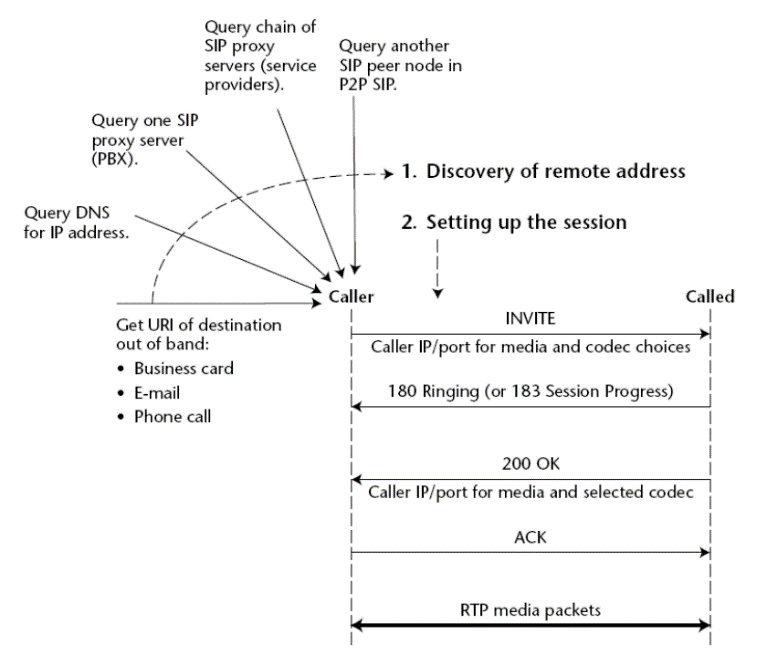 Query chain of
SIP proxy
servers (service
providers).
Query another
SIP peer node in
P2P SIP.
Query one SIP
proxy server
(PBX).
1. Discovery of remote address
Query DNS
for IP address.
2. Setting up the session
Caller
Called
Get URI of destination
out of band:
• Business card
• E-mail
• Phone call
INVITE
Caller IP/port for media and codec choices
180 Ringing (or 183 Session Progress)
200 OK
Caller IP/port for media and selected codec
ACK
RTP media packets